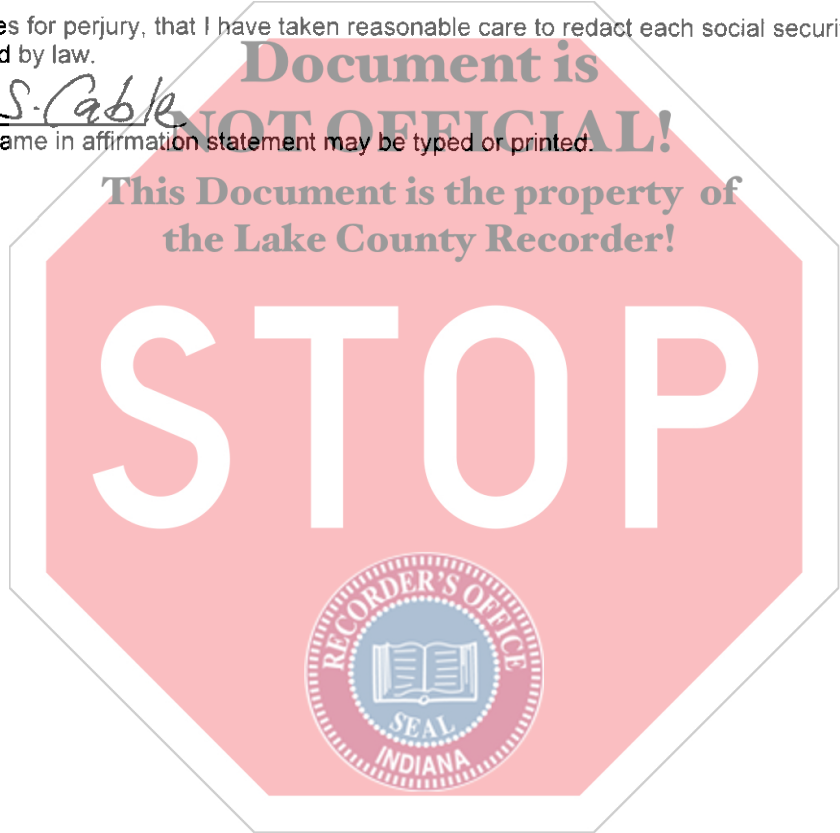 es for perjury, that I have taken reasonable care to redact each social securi
d by law.
Document is
S. Cable
NOT OFFICIAL!
ame in affirmation statement may be typed or printed.
This Document is the property of
the Lake County Recorder!
STOP
RECORDER'S OFFICE
SEAL
INDIANA